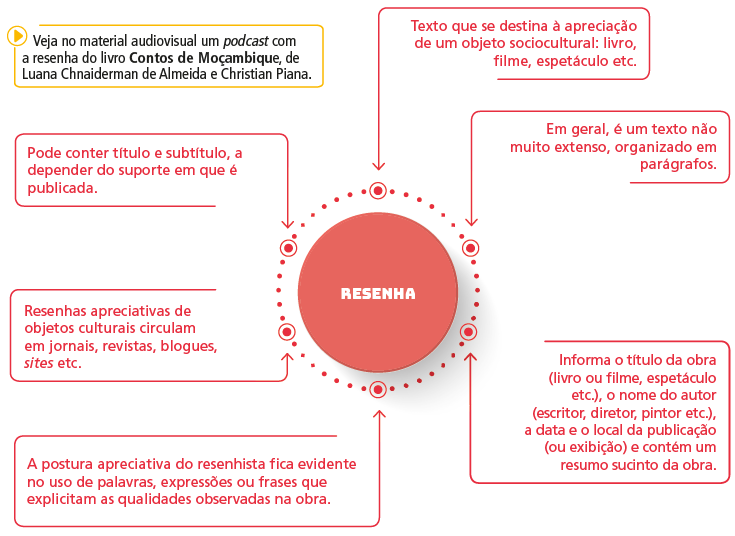 Veja no material audiovisual um podcast com
a resenha do livro Contos de Moçambique, de
Luana Chnaiderman de Almeida e Christian Piana.
Texto que se destina à apreciação
de um objeto sociocultural: livro,
filme, espetáculo etc.
Em geral, é um texto não
muito extenso, organizado em
parágrafos.
Pode conter título e subtítulo, a
depender do suporte em que é
publicada.
RESENHA
Resenhas apreciativas de
objetos culturais circulam
em jornais, revistas, blogues,
sites etc.
Informa o título da obra
(livro ou filme, espetáculo
etc.), o nome do autor
(escritor, diretor, pintor etc.),
a data e o local da publicação
(ou exibição) e contém um
resumo sucinto da obra.
A postura apreciativa do resenhista fica evidente
no uso de palavras, expressões ou frases que
explicitam as qualidades observadas na obra.